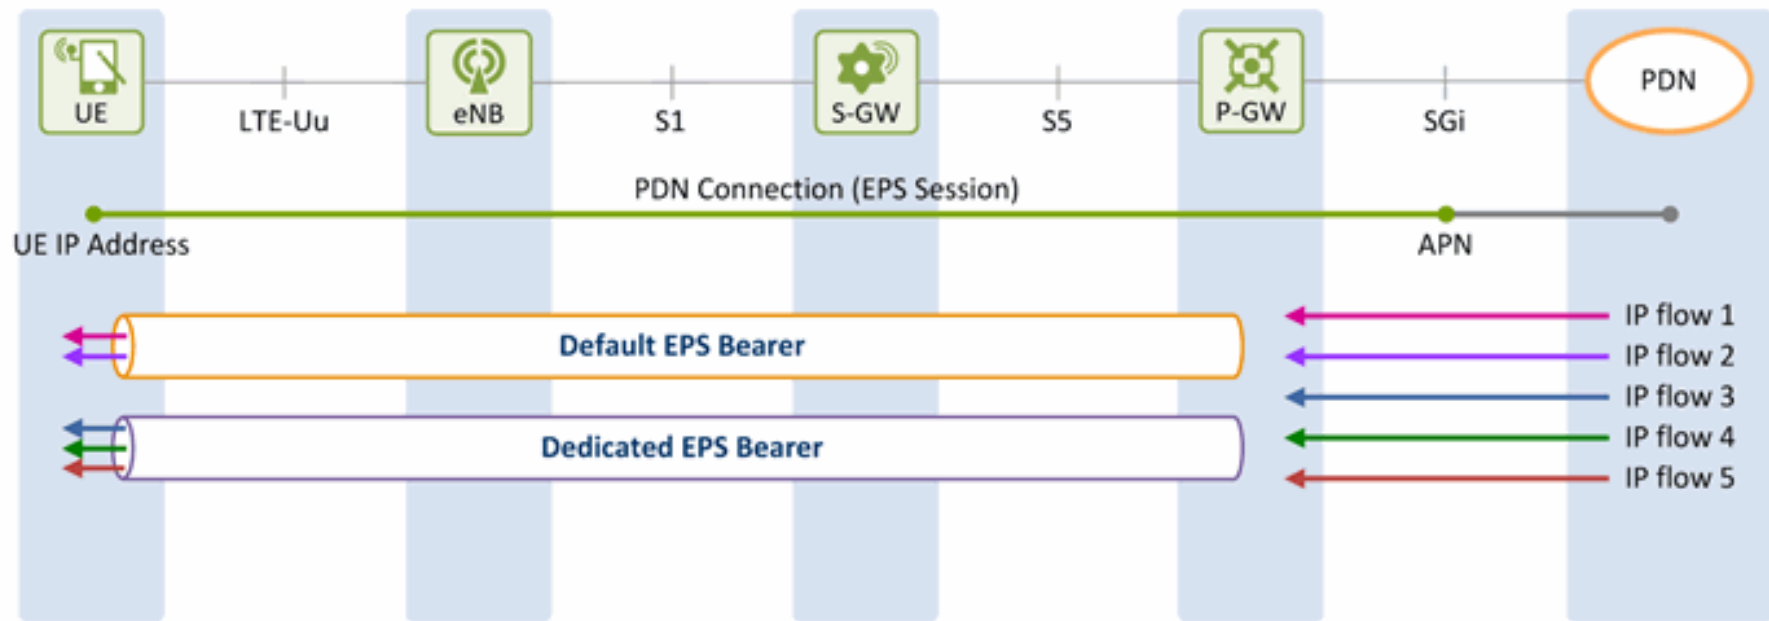 UE
LTE-Uu
eNB
S1
S-GW
S5
P-GW
SGi
PDN
PDN Connection (EPS Session)
UE IP Address
APN
Default EPS Bearer
Dedicated EPS Bearer
IP flow 1
IP flow 2
IP flow 3
IP flow 4
IP flow 5